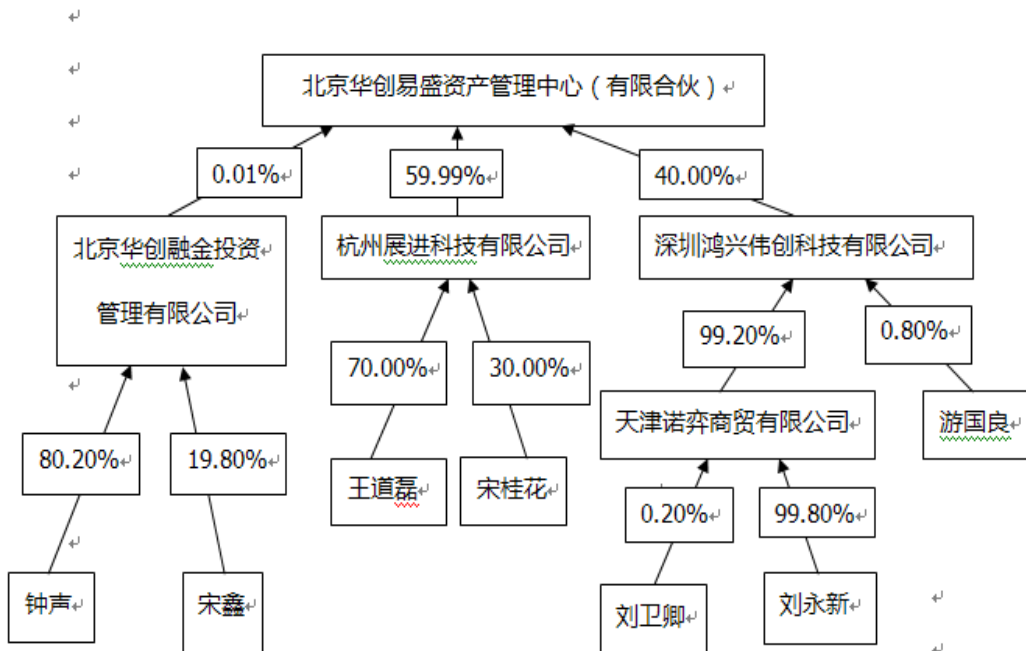 北京华创易盛资产管理中心（有限合伙）
0.01%
59.99%
40.00%
北京华创融金投资
管理有限公司
杭州展进科技有限公司
深圳鸿兴伟创科技有限公司
70.00%
30.00%
99.20%
0.80%
天津诺弈商贸有限公司
游国良
80.20%
19.80%
王道磊
宋桂花
0.20%
99.80%
钟声
宋鑫
刘卫卿
刘永新